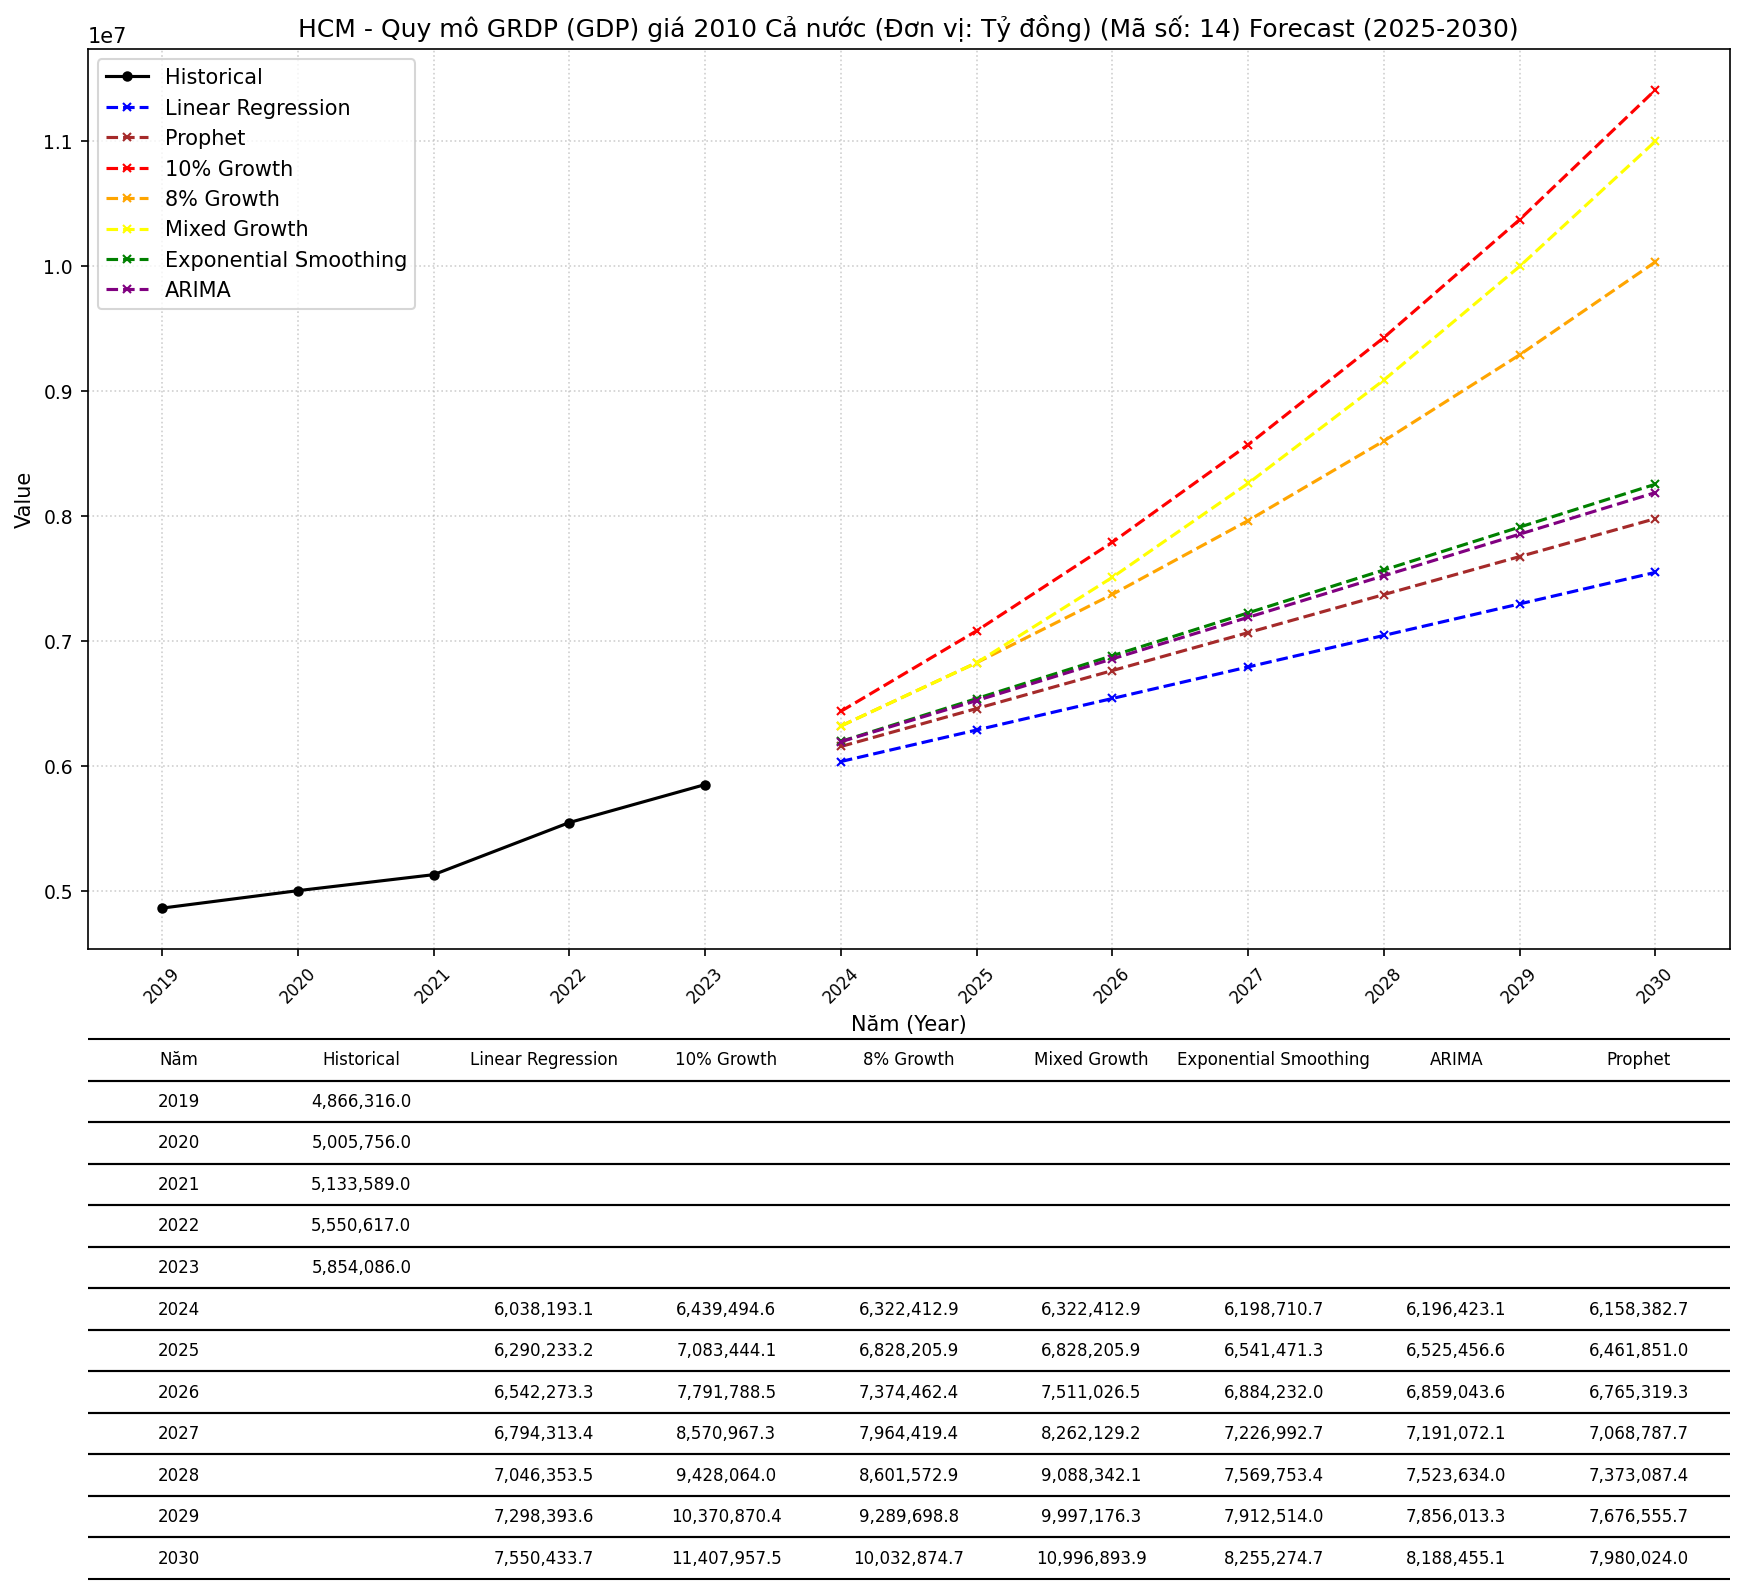 HCM - Quy mô GRDP (GDP) giá 2010 Cả nước (Đơn vị: Tỷ đồng) (Mã số: 14) Forecast (2025-2030)
1e7
Historical
Linear Regression
Prophet
10% Growth
8% Growth
Mixed Growth
Exponential Smoothing
ARIMA
1.1
1.0
0.9
0.8
0.7
0.6
0.5
Value
2019 2020 2021 2022 2023 2024 2025 2026 2027 2028 2029 2030
Năm (Year)
Năm Historical Linear Regression 10% Growth 8% Growth Mixed Growth Exponential Smoothing ARIMA Prophet
2019 4,866,316.0
2020 5,005,756.0
2021 5,133,589.0
2022 5,550,617.0
2023 5,854,086.0
2024 6,038,193.1 6,439,494.6 6,322,412.9 6,322,412.9 6,198,710.7 6,196,423.1 6,158,382.7
2025 6,290,233.2 7,083,444.1 6,828,205.9 6,828,205.9 6,541,471.3 6,525,456.6 6,461,851.0
2026 6,542,273.3 7,791,788.5 7,374,462.4 7,511,026.5 6,884,232.0 6,859,043.6 6,765,319.3
2027 6,794,313.4 8,570,967.3 7,964,419.4 8,262,129.2 7,226,992.7 7,191,072.1 7,068,787.7
2028 7,046,353.5 9,428,064.0 8,601,572.9 9,088,342.1 7,569,753.4 7,523,634.0 7,373,087.4
2029 7,298,393.6 10,370,870.4 9,289,698.8 9,997,176.3 7,912,514.0 7,856,013.3 7,676,555.7
2030 7,550,433.7 11,407,957.5 10,032,874.7 10,996,893.9 8,255,274.7 8,188,455.1 7,980,024.0